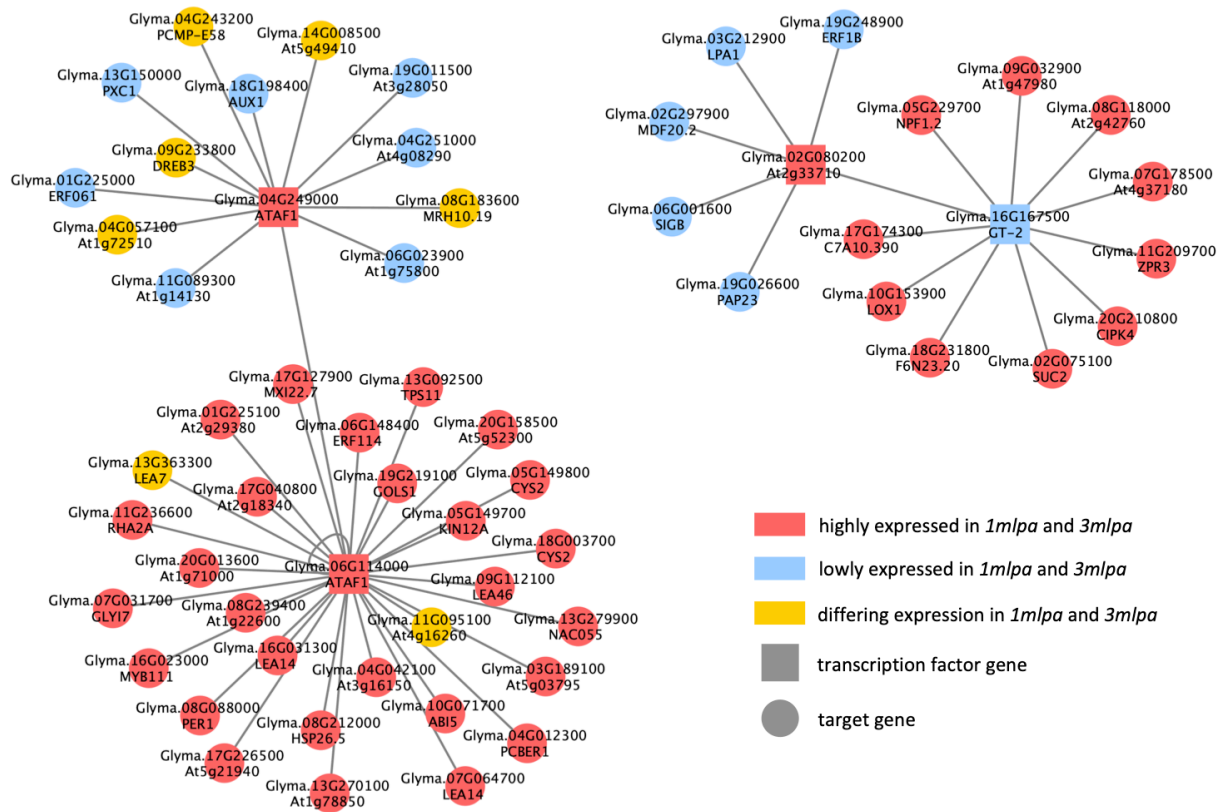 Glyma.04G243200
PCMP-E58
Glyma.14G008500
At5g49410
Glyma.13G150000
PXC1
Glyma.18G198400
AUX1
Glyma.19G011500
At3g28050
Glyma.09G233800
DREB3
Glyma.04G251000
At4g08290
Glyma.01G225000
ERF061
Glyma.04G249000
ATAF1
Glyma.08G183600
MRH10.19
Glyma.04G057100
At1g72510
Glyma.06G023900
At1g75800
Glyma.11G089300
At1g14130
Glyma.19G248900
ERF1B
Glyma.03G212900
LPA1
Glyma.02G297900
MDF20.2
Glyma.02G080200
At2g33710
Glyma.06G001600
SIGB
Glyma.19G026600
PAP23
Glyma.09G032900
At1g47980
Glyma.05G229700
NPF1.2
Glyma.08G118000
At2g42760
Glyma.07G178500
At4g37180
Glyma.16G167500
GT-2
Glyma.17G174300
C7A10.390
Glyma.11G209700
ZPR3
Glyma.10G153900
LOX1
Glyma.20G210800
CIPK4
Glyma.18G231800
F6N23.20
Glyma.02G075100
SUC2
Glyma.17G127900
MXI22.7
Glyma.13G092500
TPS11
Glyma.01G225100
At2g29380
Glyma.06G148400
ERF114
Glyma.20G158500
At5g52300
Glyma.13G363300
LEA7
Glyma.17G040800
At2g18340
Glyma.19G219100
GOLS1
Glyma.05G149800
CYS2
Glyma.11G236600
RHA2A
Glyma.05G149700
KIN12A
Glyma.18G003700
CYS2
Glyma.20G013600
At1g71000
Glyma.06G114000
ATAF1
Glyma.09G112100
LEA46
Glyma.07G031700
GLYI7
Glyma.08G239400
At1g22600
Glyma.11G095100
At4g16260
Glyma.13G279900
NAC055
Glyma.16G023000
MYB111
Glyma.16G031300
LEA14
Glyma.04G042100
At3g16150
Glyma.03G189100
At5g03795
Glyma.08G088000
PER1
Glyma.08G212000
HSP26.5
Glyma.10G071700
ABI5
Glyma.04G012300
PCBER1
Glyma.17G226500
At5g21940
Glyma.13G270100
At1g78850
Glyma.07G064700
LEA14
highly expressed in 1mlpa and 3mlpa
lowly expressed in 1mlpa and 3mlpa
differing expression in 1mlpa and 3mlpa
transcription factor gene
target gene